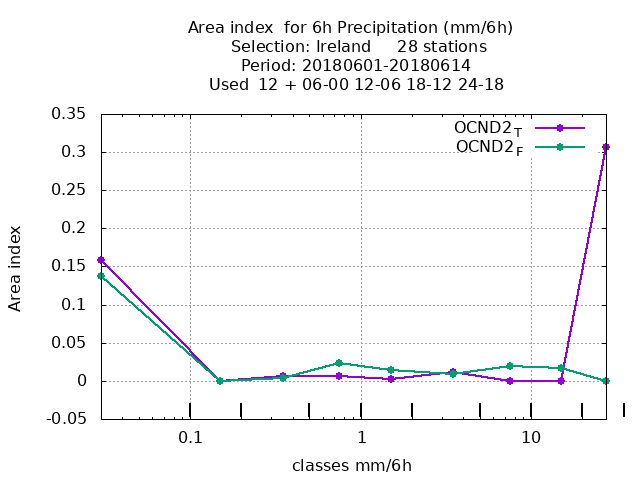 Area index  for 6h Precipitation (mm/6h)
Selection: Ireland     28 stations
Period: 20180601-20180614
Used  12 + 06-00 12-06 18-12 24-18
0.35
OCND2T
0.3
OCND2F
0.25
0.2
0.15
0.1
0.05
0
-0.05
Area index
0.1 1 10
classes mm/6h